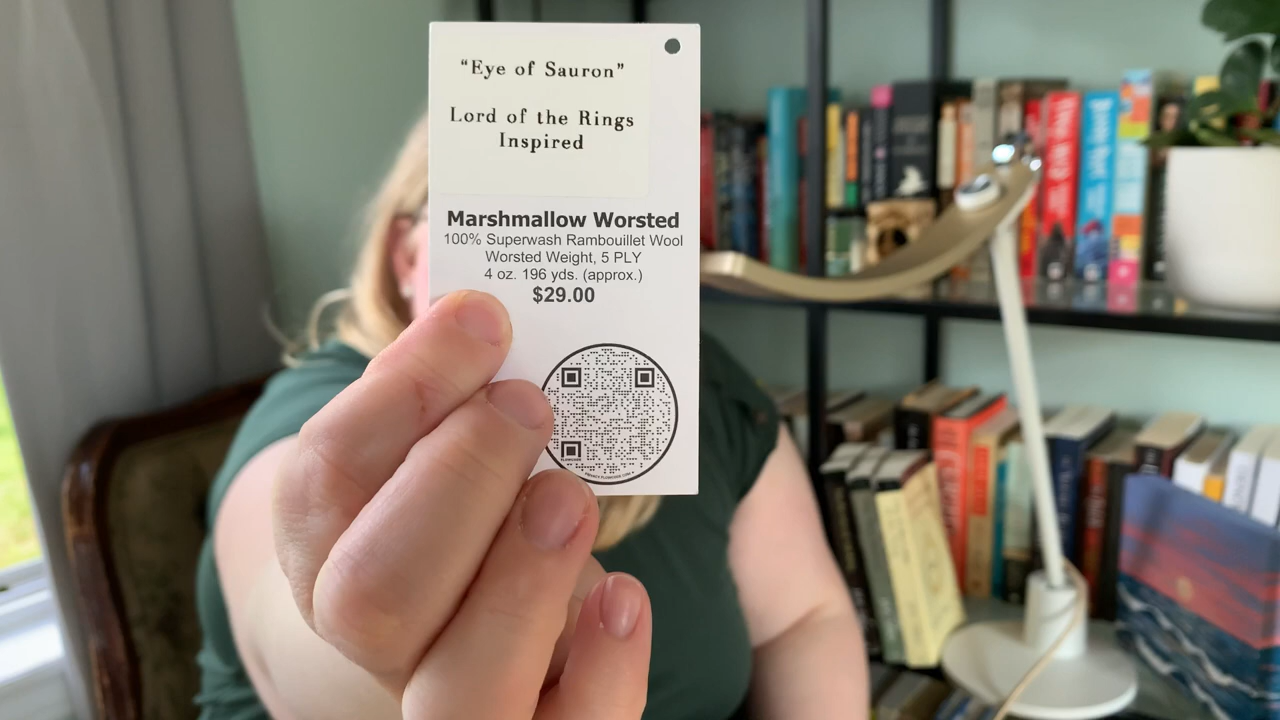 “Eye of Sauron”
Lord of the Rings
Inspired
Marshmallow Worsted
100% Superwash Rambouillet Wool
Worsted Weight, 5 PLY
4 oz. 196 yds. (approx.)
$29.00
FLOWCODE